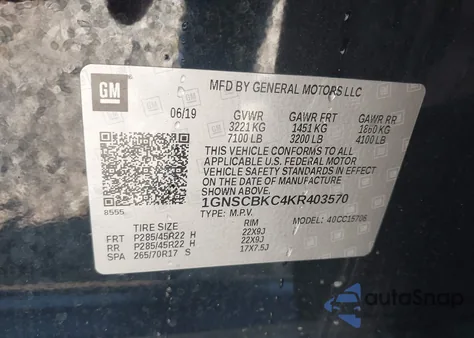 GM
MFD BY GENERAL MOTORS LLC
06/19 GVWR GAWR FRT GAWR RR
3221 KG 1451 KG 1860 KG
7100 LB 3200 LB 4100 LB
THIS VEHICLE CONFORMS TO ALL
APPLICABLE U.S. FEDERAL MOTOR
VEHICLE SAFETY STANDARDS IN EFFECT
ON THE DATE OF MANUFACTURE
SHOWN ABOVE.
8555 1GNSCBKC4KR403570
TYPE: M.P.V. MODEL: 40CC15706
TIRE SIZE RIM
FRT P285/45R22 H 22X9J
RR P285/45R22 H 22X9J
SPA 265/70R17 S 17X7.5J
autoSnap